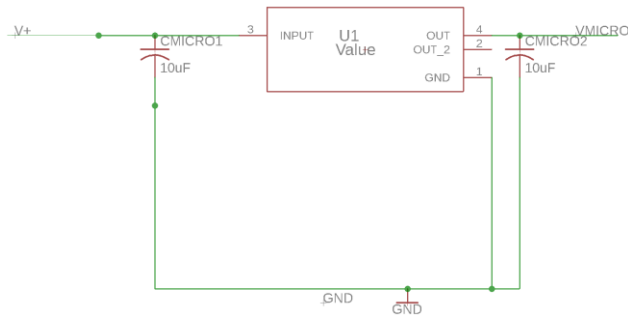 V+
CMICRO1
10uF
3
INPUT
U1
Value
OUT
4
OUT_2
2
GND
1
VMICRO
CMICRO2
10uF
GND
GND